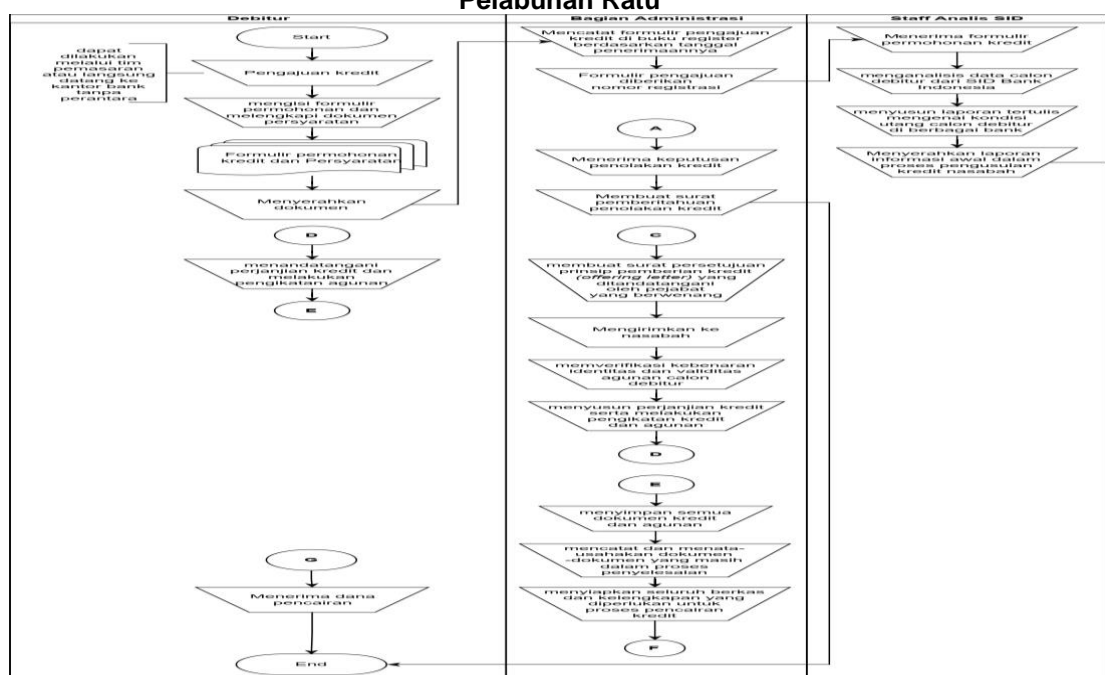 Pelabuhan Ratu
Debitur
Start
dapat
dilakukan
melalui tim
pemasaran
atau langsung
datang ke
kantor bank
tanpa
perantara
Pengajuan kredit
mengisi formulir
permohonan dan
melengkapi dokumen
persyaratan
Formulir permohonan
kredit dan Persyaratan
Menyerahkan
dokumen
D
menandatangani
perjanjian kredit dan
melakukan
pengikatan agunan
E
G
Menerima dana
pencairan
End
Bagian Administrasi
Mencatat formulir pengajuan
kredit di buku register
berdasarkan tanggal
penerimaannya
Formulir pengajuan
diberikan
nomor registrasi
A
Menerima keputusan
penolakan kredit
Membuat surat
pemberitahuan
penolakan kredit
C
membuat surat persetujuan
prinsip pemberian kredit
(offering letter) yang
ditandatangani
oleh pejabat
yang berwenang
Mengirimkan ke
nasabah
memverifikasi kebenaran
identitas dan validitas
agunan calon
debitur
menyusun perjanjian kredit
serta melakukan
pengikatan kredit
dan agunan
D
E
menyimpan semua
dokumen kredit
dan agunan
mencatat dan menata-
usahakan dokumen
-dokumen yang masih
dalam proses
penyelesaian
menyiapkan seluruh berkas
dan kelengkapan yang
diperlukan untuk
proses pencairan
kredit
F
Staff Analis SID
Menerima formulir
permohonan kredit
menganalisis data calon
debitur dari SID Bank
Indonesia
menyusun laporan tertulis
mengenai kondisi
utang calon debitur
di berbagai bank
Menyerahkan laporan
informasi awal dalam
proses pengusulan
kredit nasabah